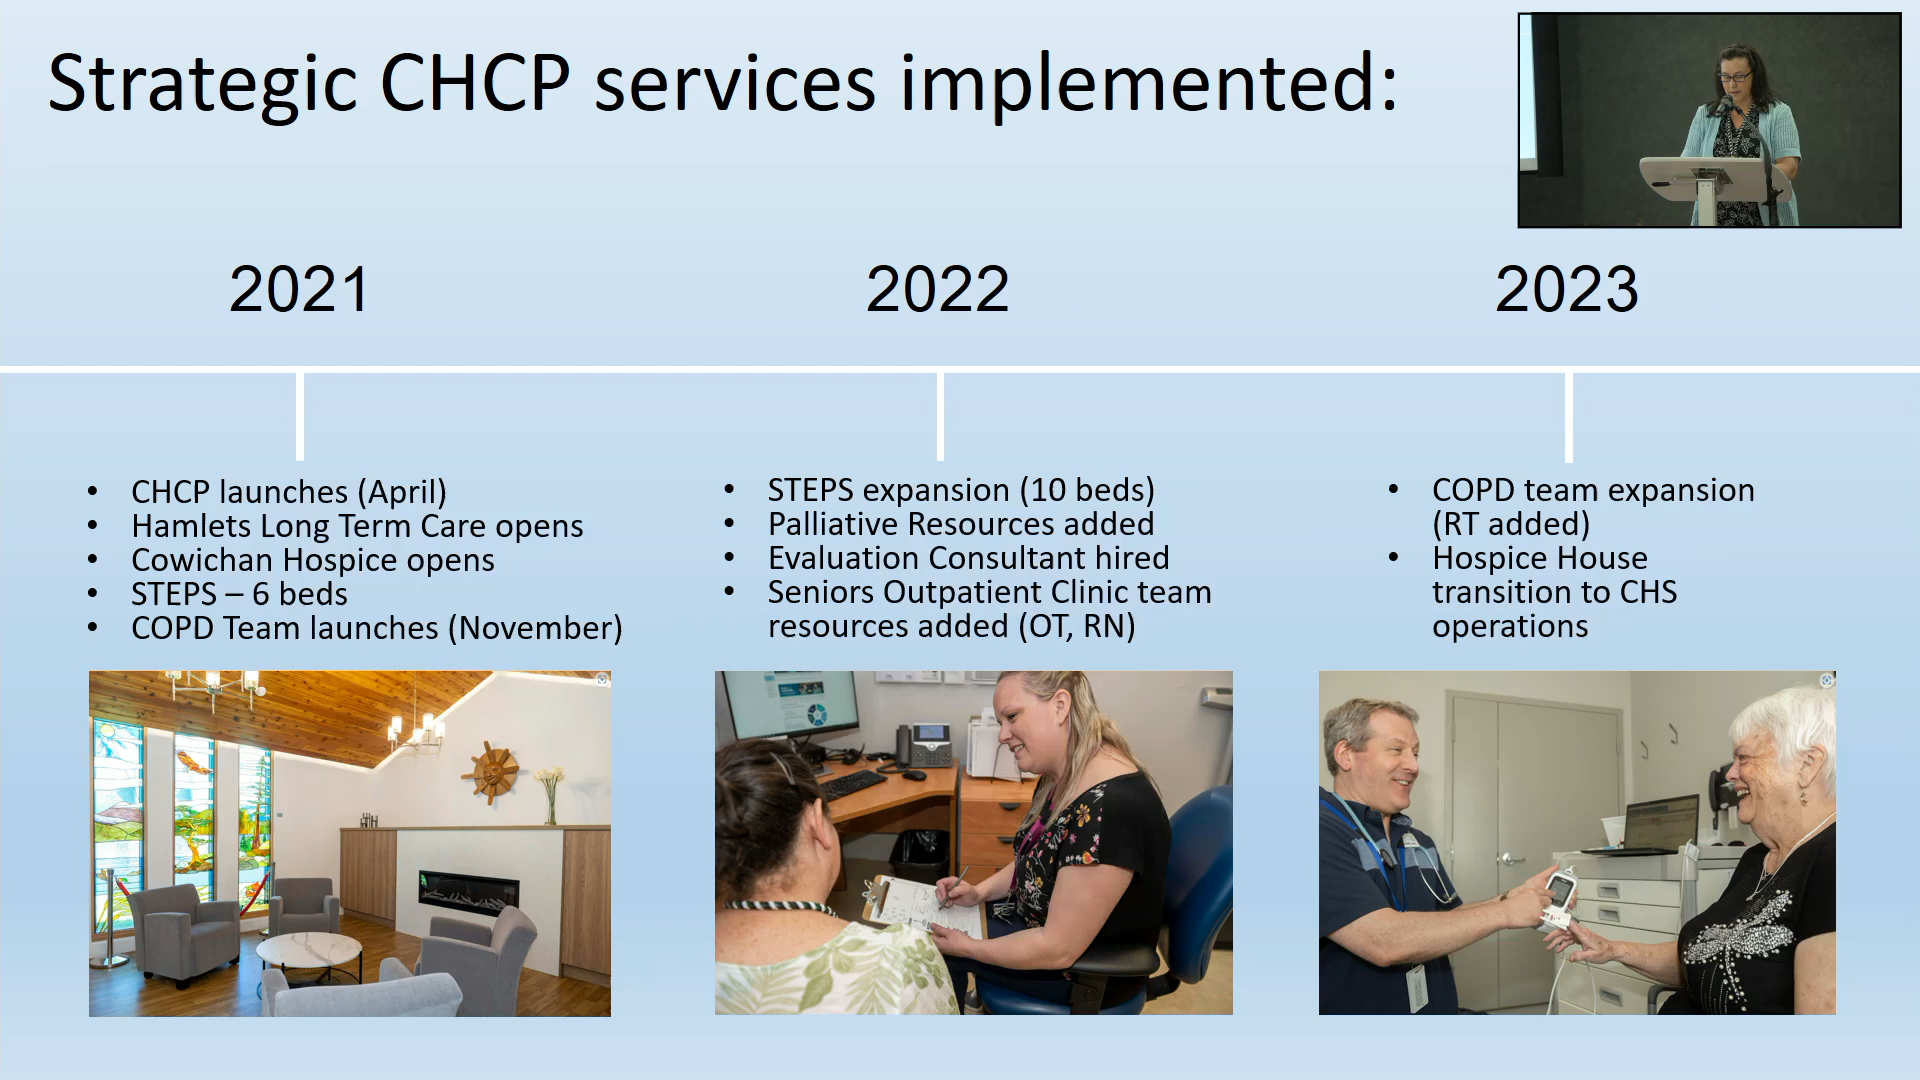 Strategic CHCP services implemented:
2021
2022
2023
• CHCP launches (April)
• Hamlets Long Term Care opens
• Cowichan Hospice opens
• STEPS – 6 beds
• COPD Team launches (November)
• STEPS expansion (10 beds)
• Palliative Resources added
• Evaluation Consultant hired
• Seniors Outpatient Clinic team
resources added (OT, RN)
• COPD team expansion
(RT added)
• Hospice House
transition to CHS
operations